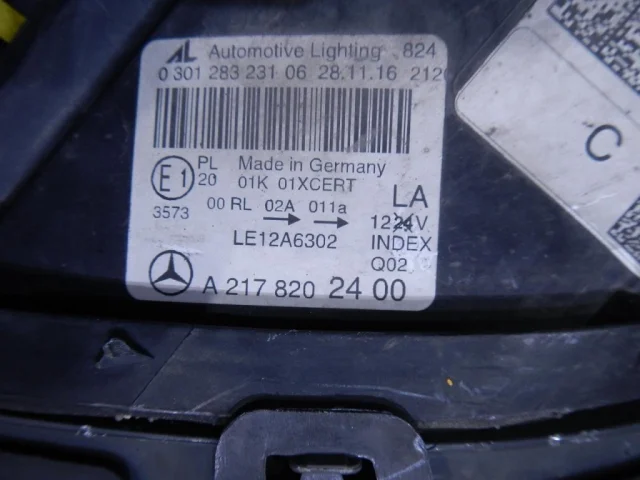 AL Automotive Lighting 824
0 301 283 231 06 28.11.16 212
E1 PL 20 Made in Germany
01K 01XCERT
LA
3573 00 RL 02A 011a 1224V
LE12A6302 INDEX
Q02
A 217 820 24 00
C